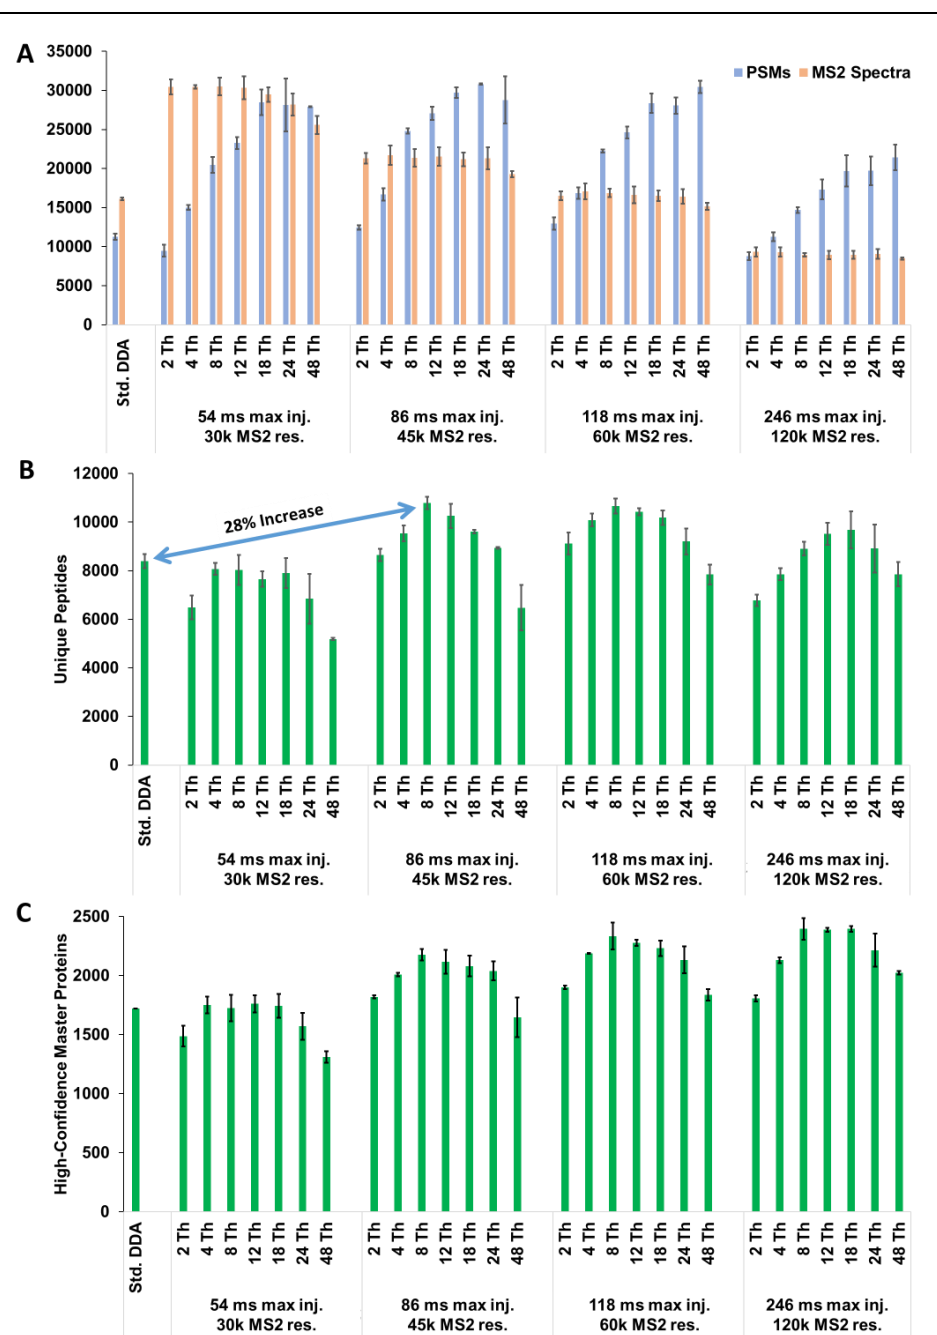 A
35000
30000
25000
20000
15000
10000
5000
0
PSMs
MS2 Spectra
Std. DDA
2 Th
4 Th
8 Th
12 Th
18 Th
24 Th
48 Th
2 Th
4 Th
8 Th
12 Th
18 Th
24 Th
48 Th
2 Th
4 Th
8 Th
12 Th
18 Th
24 Th
48 Th
2 Th
4 Th
8 Th
12 Th
18 Th
24 Th
48 Th
54 ms max inj.
30k MS2 res.
86 ms max inj.
45k MS2 res.
118 ms max inj.
60k MS2 res.
246 ms max inj.
120k MS2 res.
B
Unique Peptides
12000
10000
8000
6000
4000
2000
0
28% Increase
Std. DDA
2 Th
4 Th
8 Th
12 Th
18 Th
24 Th
48 Th
2 Th
4 Th
8 Th
12 Th
18 Th
24 Th
48 Th
2 Th
4 Th
8 Th
12 Th
18 Th
24 Th
48 Th
2 Th
4 Th
8 Th
12 Th
18 Th
24 Th
48 Th
54 ms max inj.
30k MS2 res.
86 ms max inj.
45k MS2 res.
118 ms max inj.
60k MS2 res.
246 ms max inj.
120k MS2 res.
C
High-Confidence Master Proteins
2500
2000
1500
1000
500
0
Std. DDA
2 Th
4 Th
8 Th
12 Th
18 Th
24 Th
48 Th
2 Th
4 Th
8 Th
12 Th
18 Th
24 Th
48 Th
2 Th
4 Th
8 Th
12 Th
18 Th
24 Th
48 Th
2 Th
4 Th
8 Th
12 Th
18 Th
24 Th
48 Th
54 ms max inj.
30k MS2 res.
86 ms max inj.
45k MS2 res.
118 ms max inj.
60k MS2 res.
246 ms max inj.
120k MS2 res.